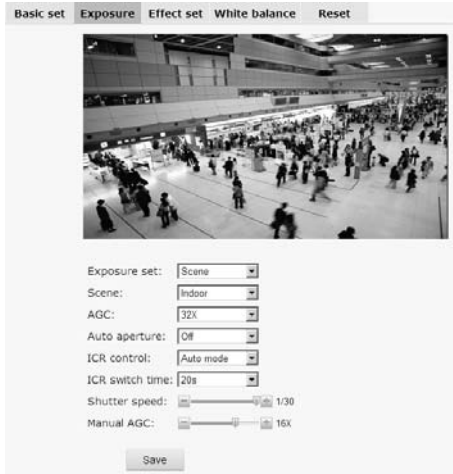 Basic set Exposure Effect set White balance Reset
Exposure set: Scene
Scene: Indoor
AGC: 32X
Auto aperture: Off
ICR control: Auto mode
ICR switch time: 20s
Shutter speed: 1/30
Manual AGC: 16X
Save